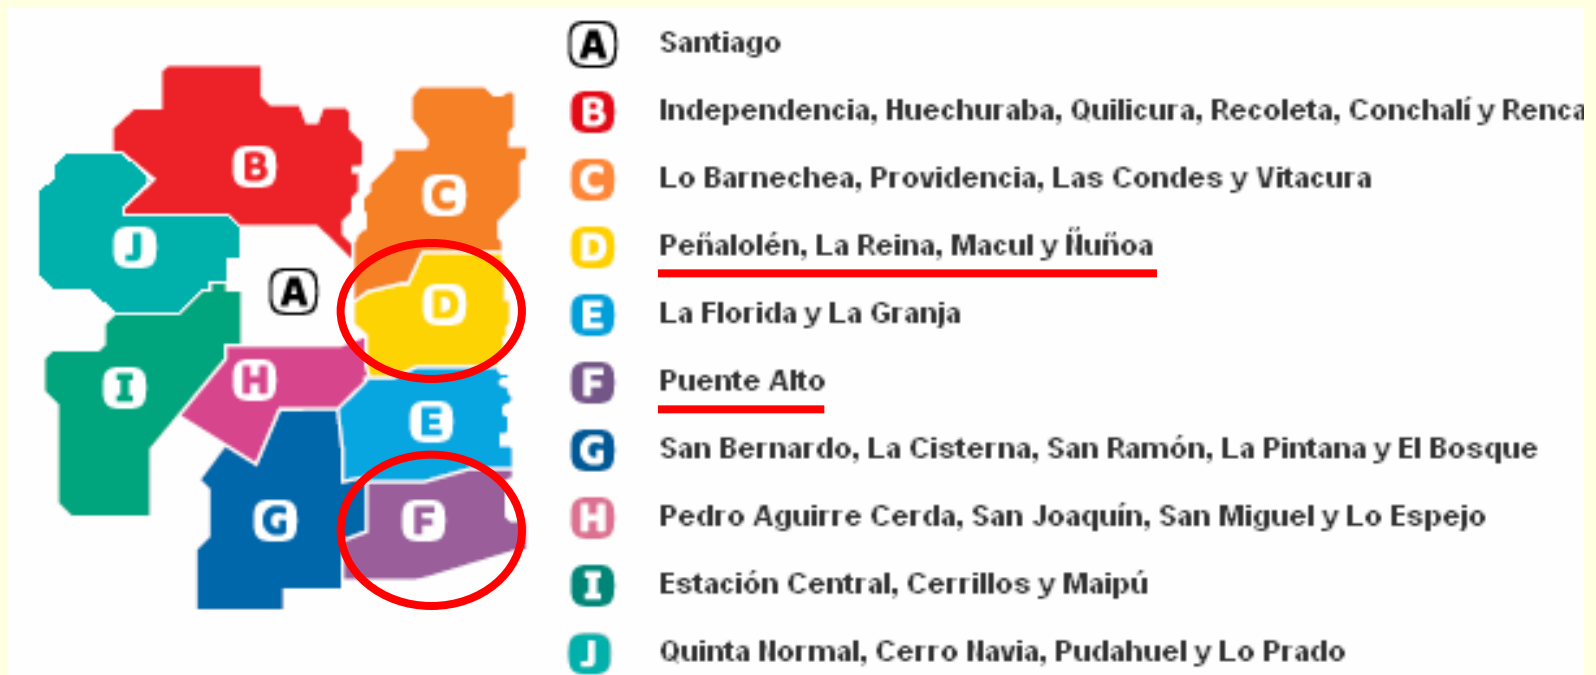 B
C
J
D
A
H
I
E
G
F
A Santiago
B Independencia, Huechuraba, Quilicura, Recoleta, Conchalí y Renca
C Lo Barnechea, Providencia, Las Condes y Vitacura
D Peñalolén, La Reina, Macul y Ñuñoa
E La Florida y La Granja
F Puente Alto
G San Bernardo, La Cisterna, San Ramón, La Pintana y El Bosque
H Pedro Aguirre Cerda, San Joaquín, San Miguel y Lo Espejo
I Estación Central, Cerrillos y Maipú
J Quinta Normal, Cerro Navia, Pudahuel y Lo Prado